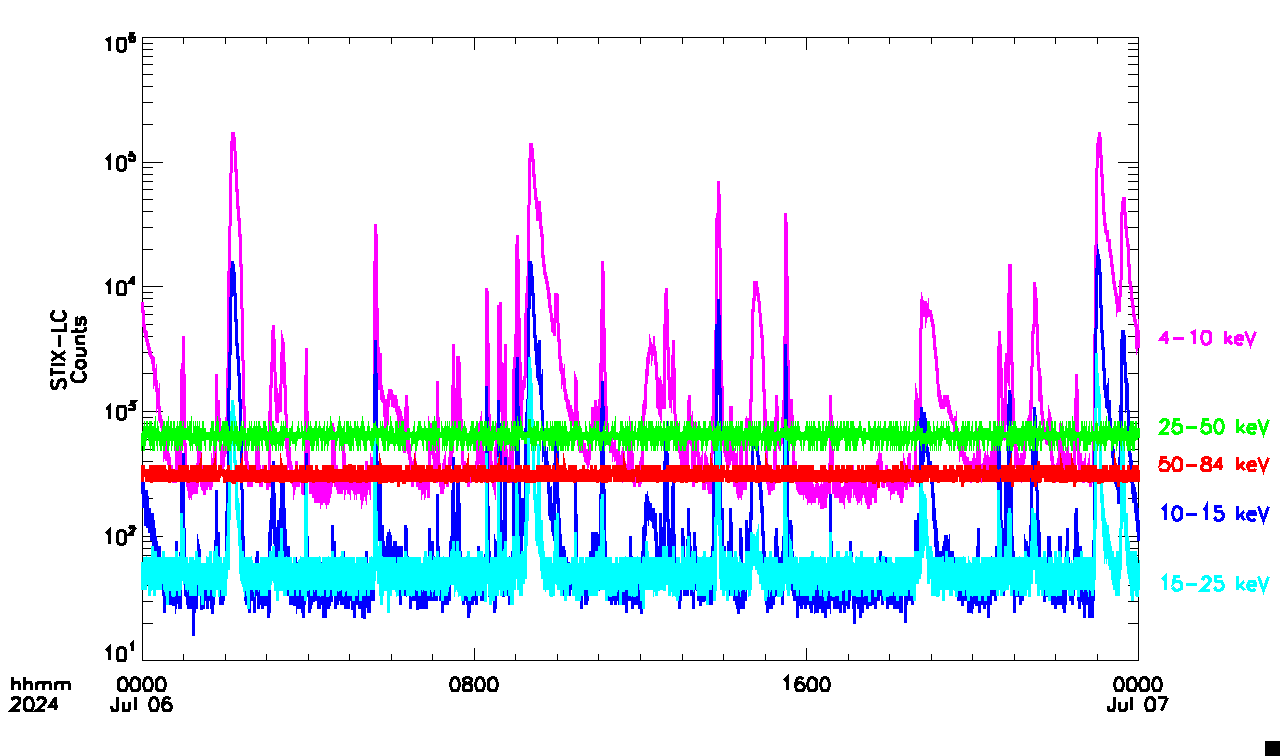 10⁶
10⁵
10⁴
10³
10²
10¹
STIX-LC
Counts
4-10 keV
25-50 keV
50-84 keV
10-15 keV
15-25 keV
hhmm 0000 0800 1600 0000
2024 Jul 06 Jul 07